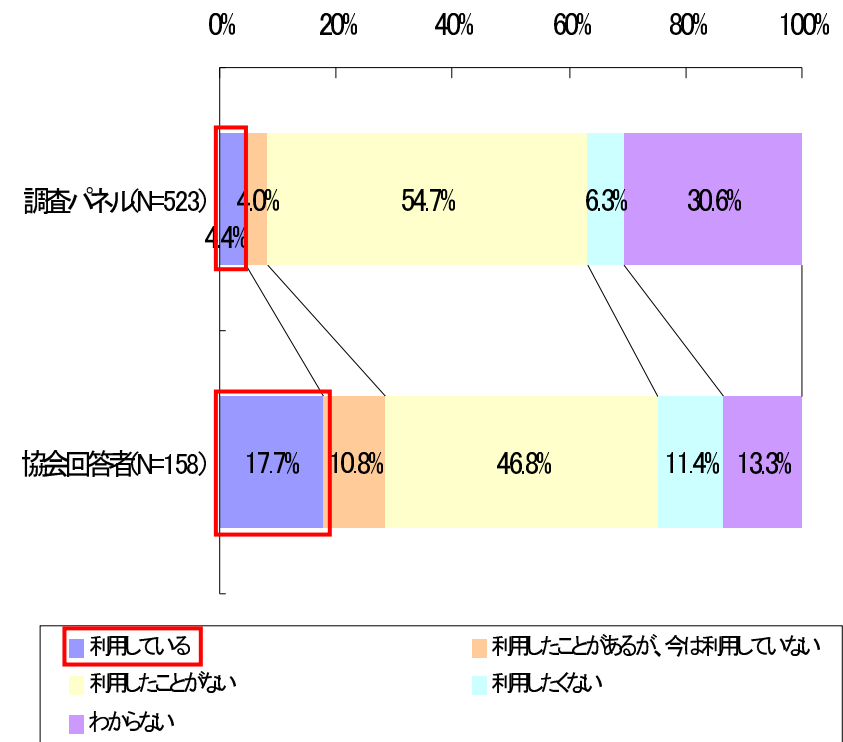 0% 20% 40% 60% 80% 100%
調査パネル(N=523) 4.4% 4.0% 54.7% 6.3% 30.6%
協会回答者(N=158) 17.7% 10.8% 46.8% 11.4% 13.3%
利用している 利用したことがあるが、今は利用していない
利用したことがない 利用したくない
わからない